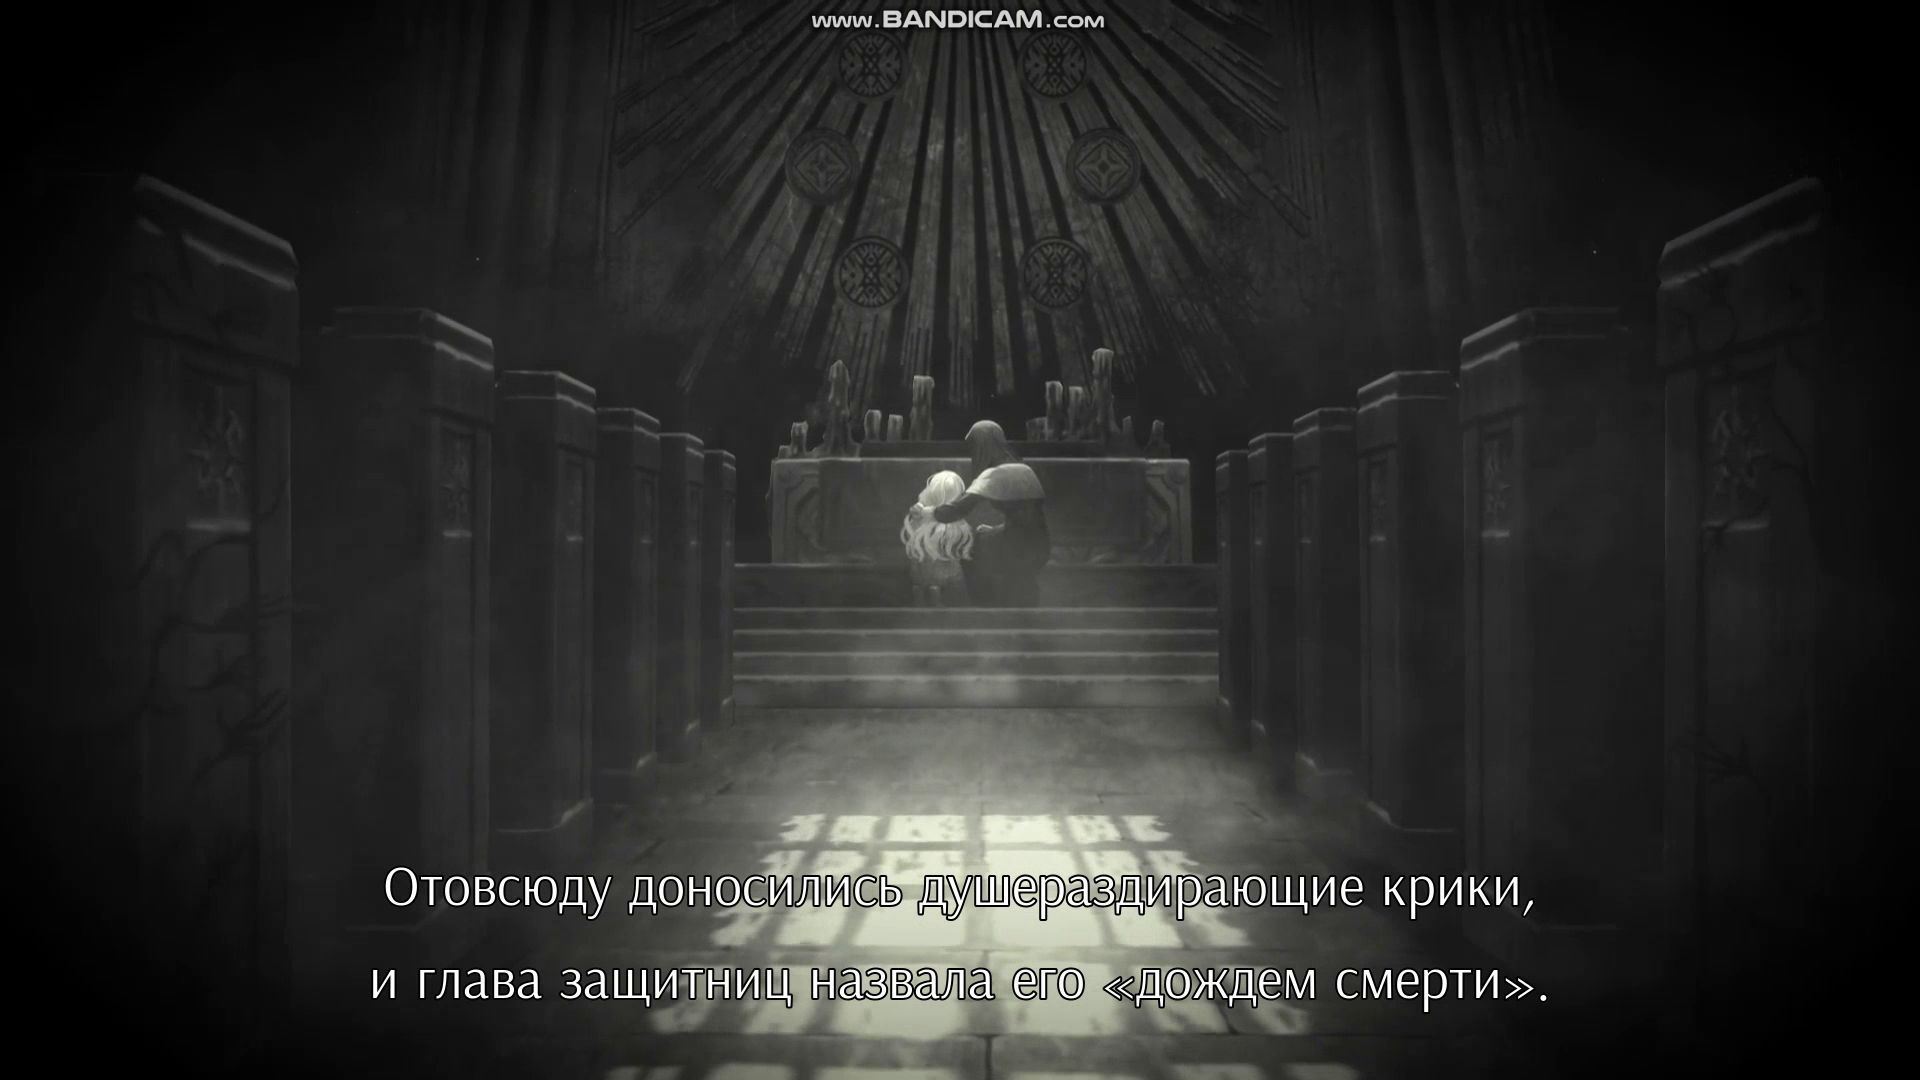 www.BANDICAM.com
Отовсюду доносились душераздирающие крики,
и глава защитниц назвала его «дождем смерти».